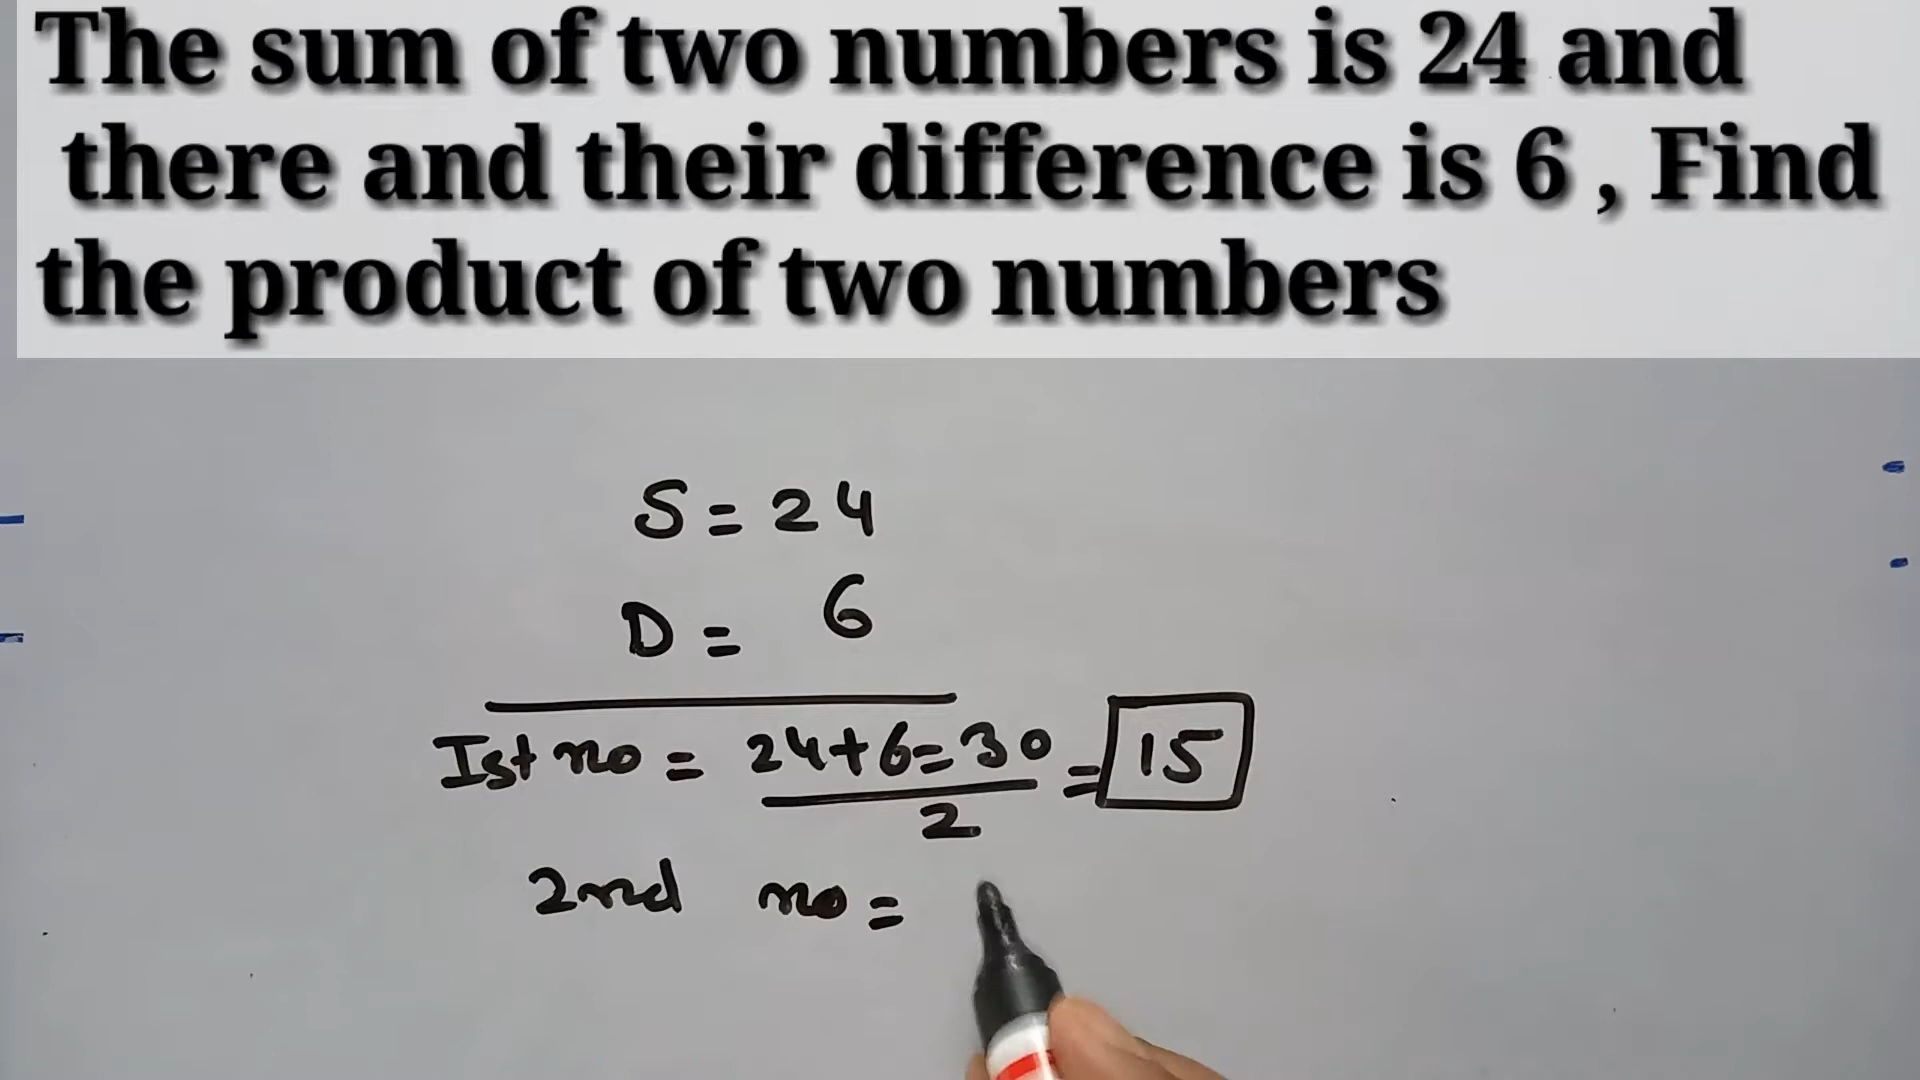 The sum of two numbers is 24 and
there and their difference is 6 , Find
the product of two numbers
S = 24
D = 6
Ist no = 24+6=30 = 15
2
2nd no =